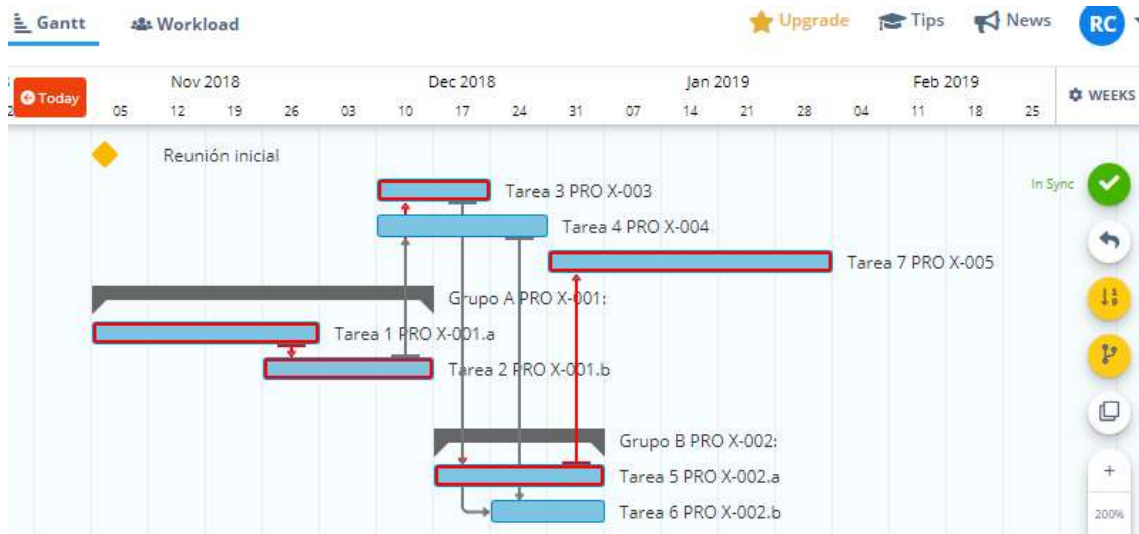 Gantt Workload Upgrade Tips News RC
Today Nov 2018 Dec 2018 Jan 2019 Feb 2019 WEEKS
05 12 19 26 03 10 17 24 31 07 14 21 28 04 11 18 25
Reunión inicial
Tarea 3 PRO X-003 In Sync
Tarea 4 PRO X-004
Tarea 7 PRO X-005
Grupo A PRO X-001:
Tarea 1 PRO X-001.a
Tarea 2 PRO X-001.b
Grupo B PRO X-002:
Tarea 5 PRO X-002.a
+
Tarea 6 PRO X-002.b
200%